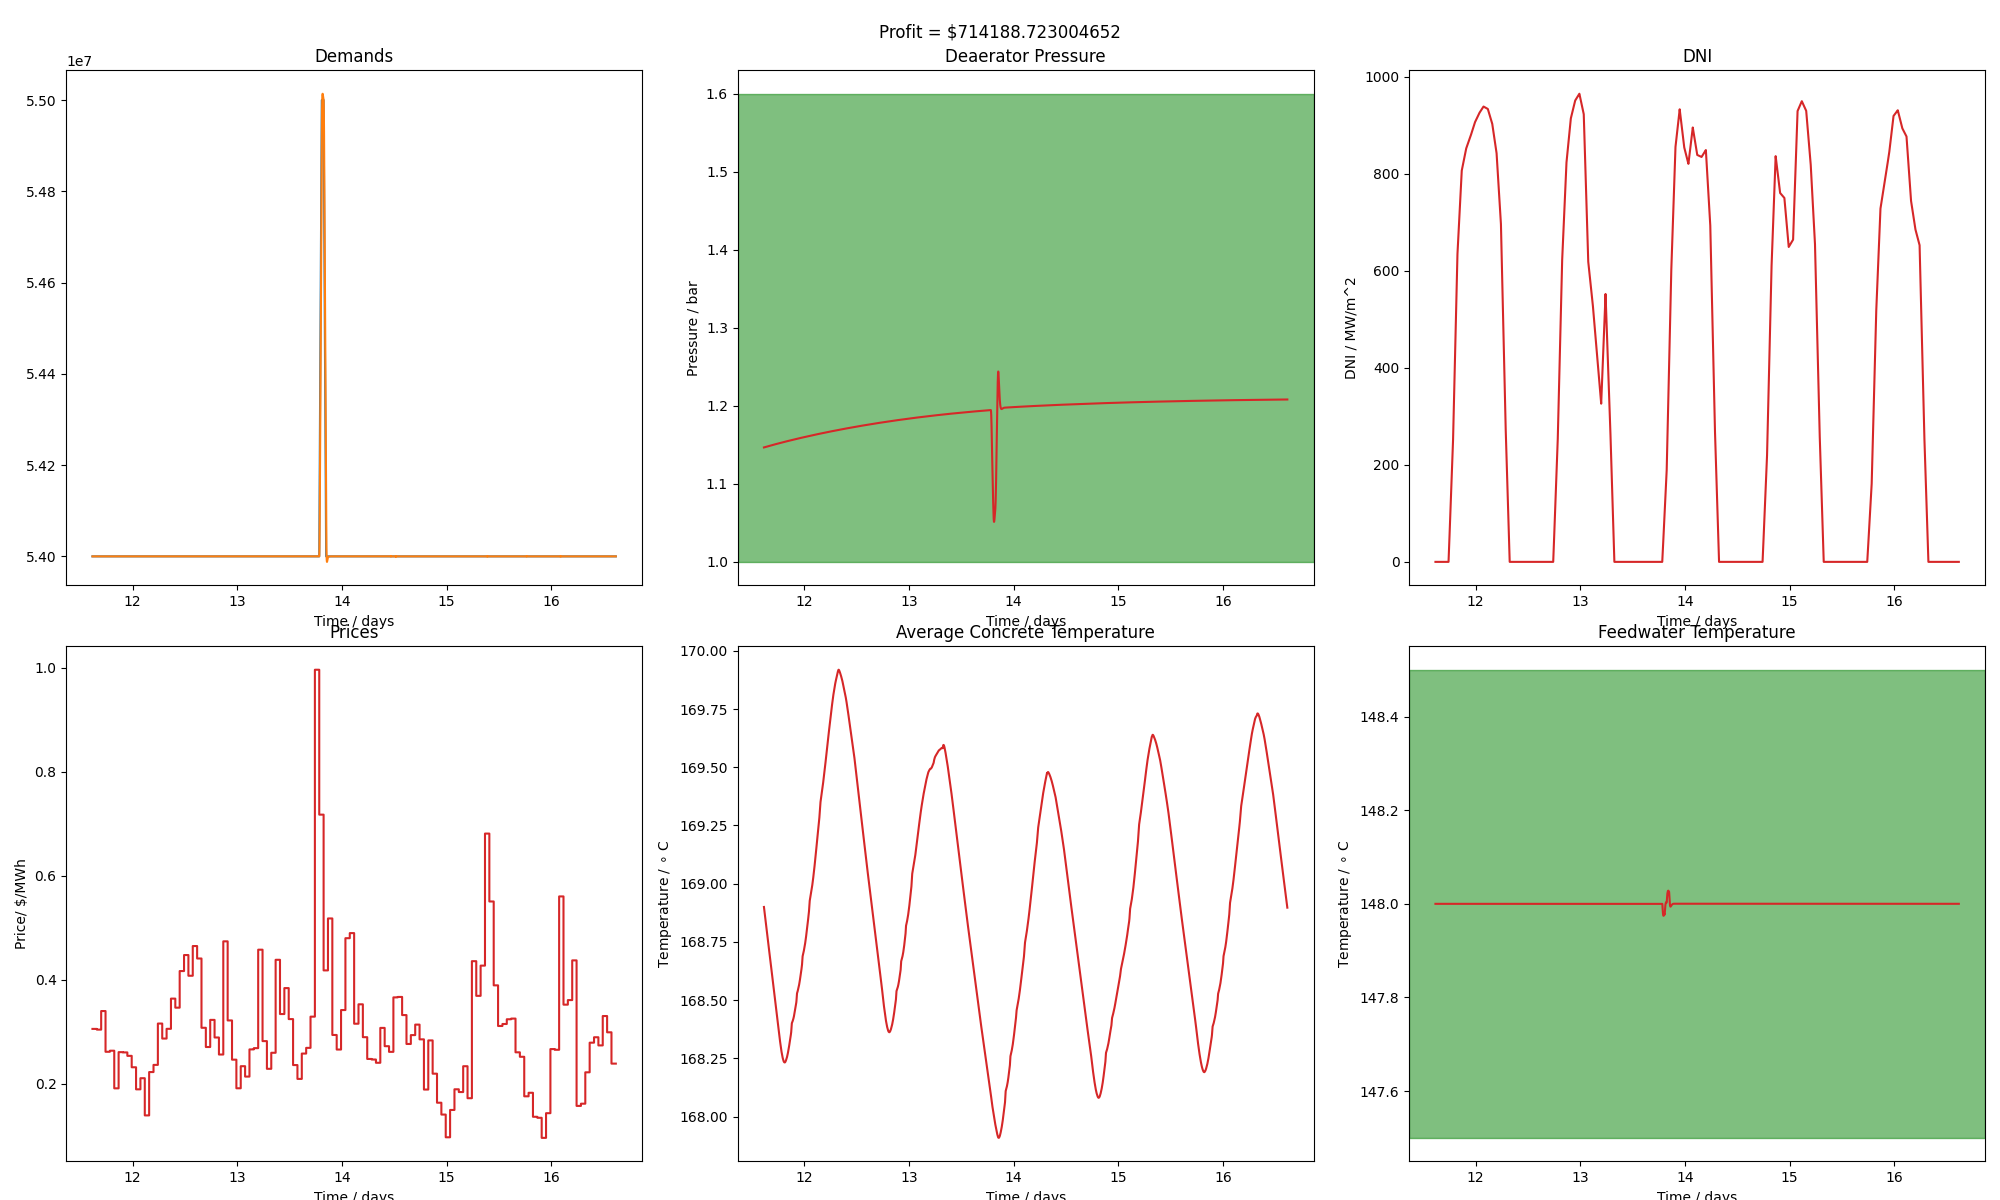 Profit = $714188.723004652
Demands
1e7
5.50
5.48
5.46
5.44
5.42
5.40
12 13 14 15 16
Time / days
Deaerator Pressure
Pressure / bar
1.6
1.5
1.4
1.3
1.2
1.1
1.0
12 13 14 15 16
Time / days
DNI
DNI / MW/m^2
1000
800
600
400
200
0
12 13 14 15 16
Time / days
Prices
Price/ $/MWh
1.0
0.8
0.6
0.4
0.2
12 13 14 15 16
Time / days
Average Concrete Temperature
Temperature / ∘ C
170.00
169.75
169.50
169.25
169.00
168.75
168.50
168.25
168.00
12 13 14 15 16
Time / days
Feedwater Temperature
Temperature / ∘ C
148.4
148.2
148.0
147.8
147.6
12 13 14 15 16
Time / days